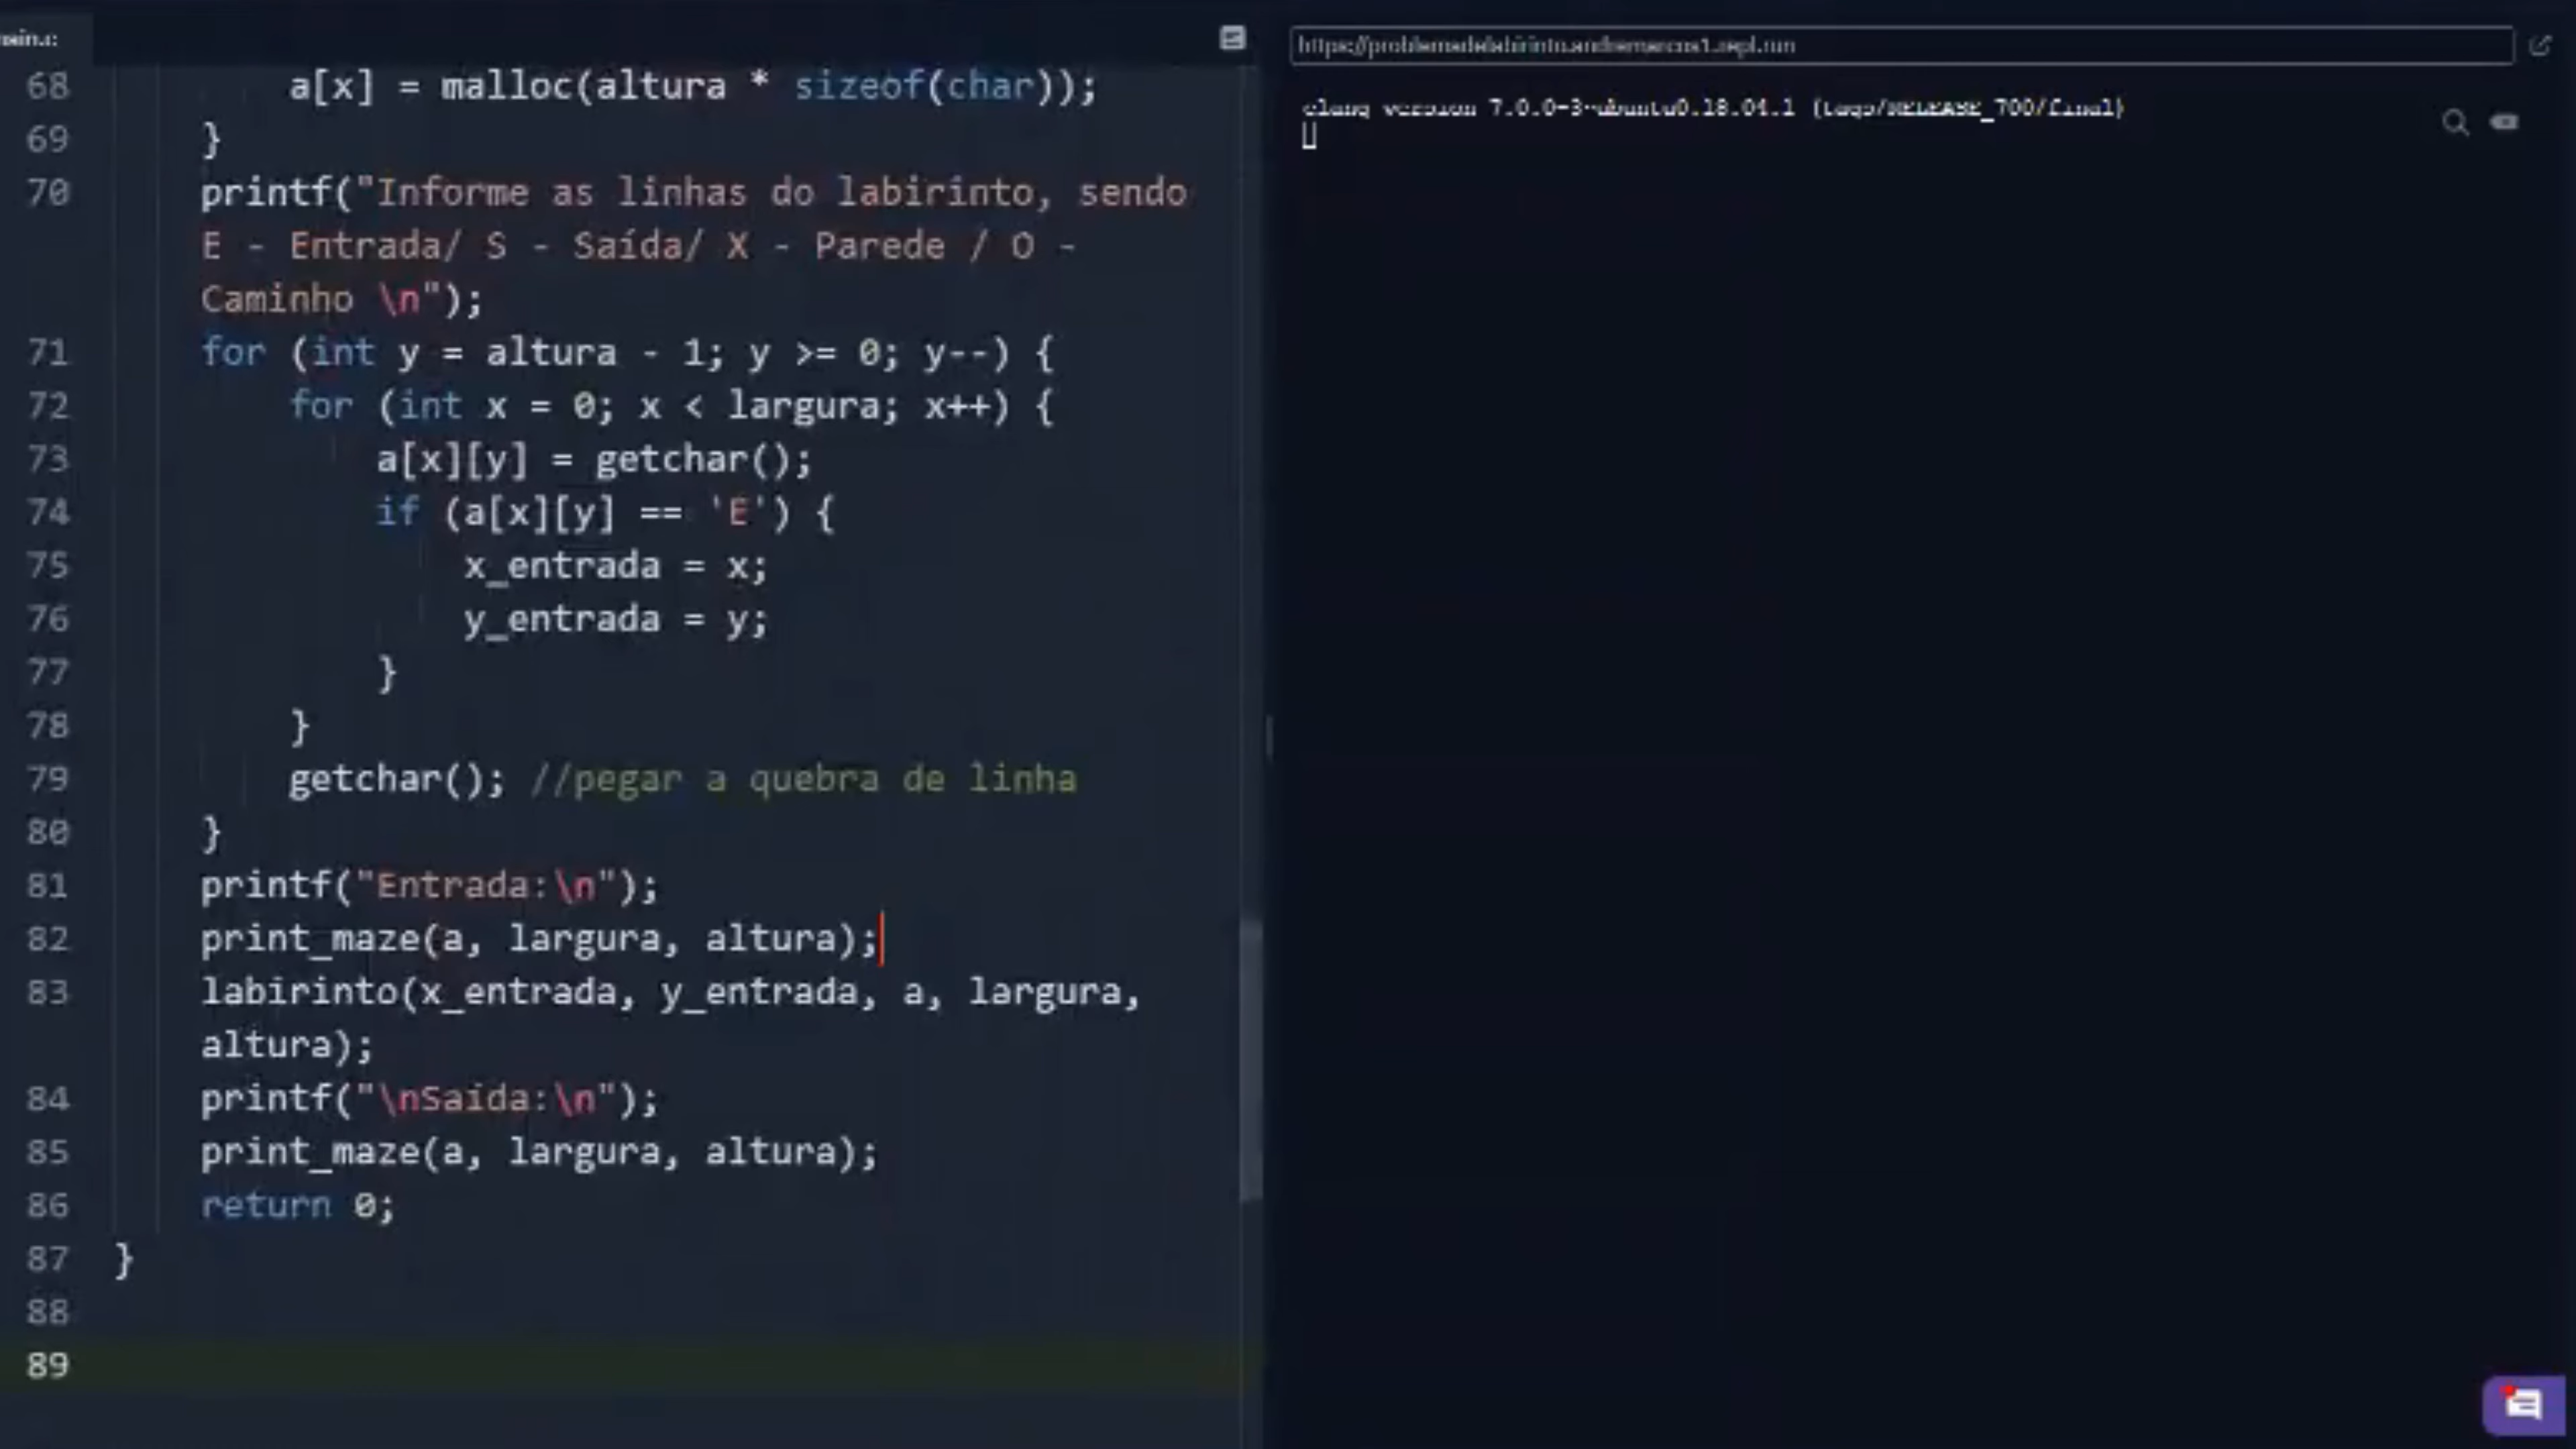 main.c
68 a[x] = malloc(altura * sizeof(char));
69 }
70 printf("Informe as linhas do labirinto, sendo
E - Entrada/ S - Saída/ X - Parede / O -
Caminho \n");
71 for (int y = altura - 1; y >= 0; y--) {
72 for (int x = 0; x < largura; x++) {
73 a[x][y] = getchar();
74 if (a[x][y] == 'E') {
75 x_entrada = x;
76 y_entrada = y;
77 }
78 }
79 getchar(); //pegar a quebra de linha
80 }
81 printf("Entrada:\n");
82 print_maze(a, largura, altura);
83 labirinto(x_entrada, y_entrada, a, largura,
altura);
84 printf("\nSaída:\n");
85 print_maze(a, largura, altura);
86 return 0;
87 }
88
89
https://problemadelabirinto.andremarcos1.repl.run
clang version 7.0.0-3~ubuntu0.18.04.1 (tags/RELEASE_700/final)